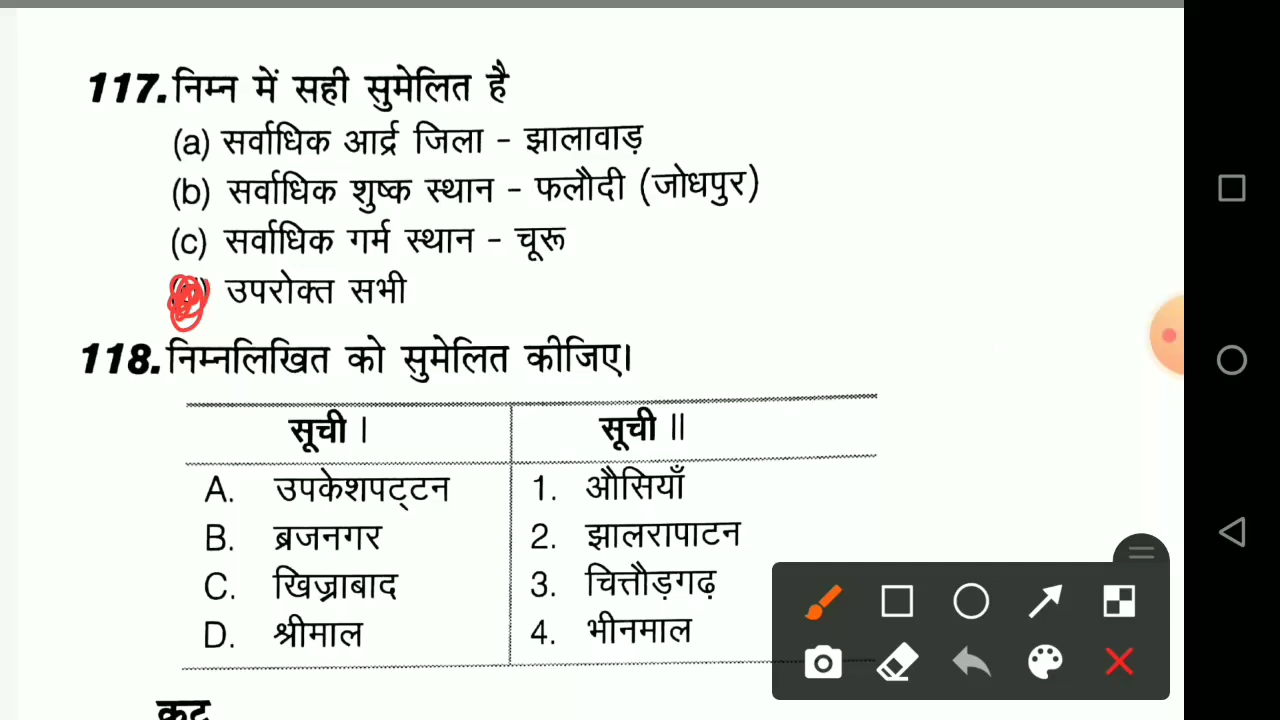 117. निम्न में सही सुमेलित है
(a) सर्वाधिक आर्द्र जिला - झालावाड़
(b) सर्वाधिक शुष्क स्थान - फलौदी (जोधपुर)
(c) सर्वाधिक गर्म स्थान - चूरू
उपरोक्त सभी
118. निम्नलिखित को सुमेलित कीजिए।
सूची I सूची II
A. उपकेशपट्टन 1. औसियाँ
B. ब्रजनगर 2. झालरापाटन
C. खिज्राबाद 3. चित्तौड़गढ़
D. श्रीमाल 4. भीनमाल